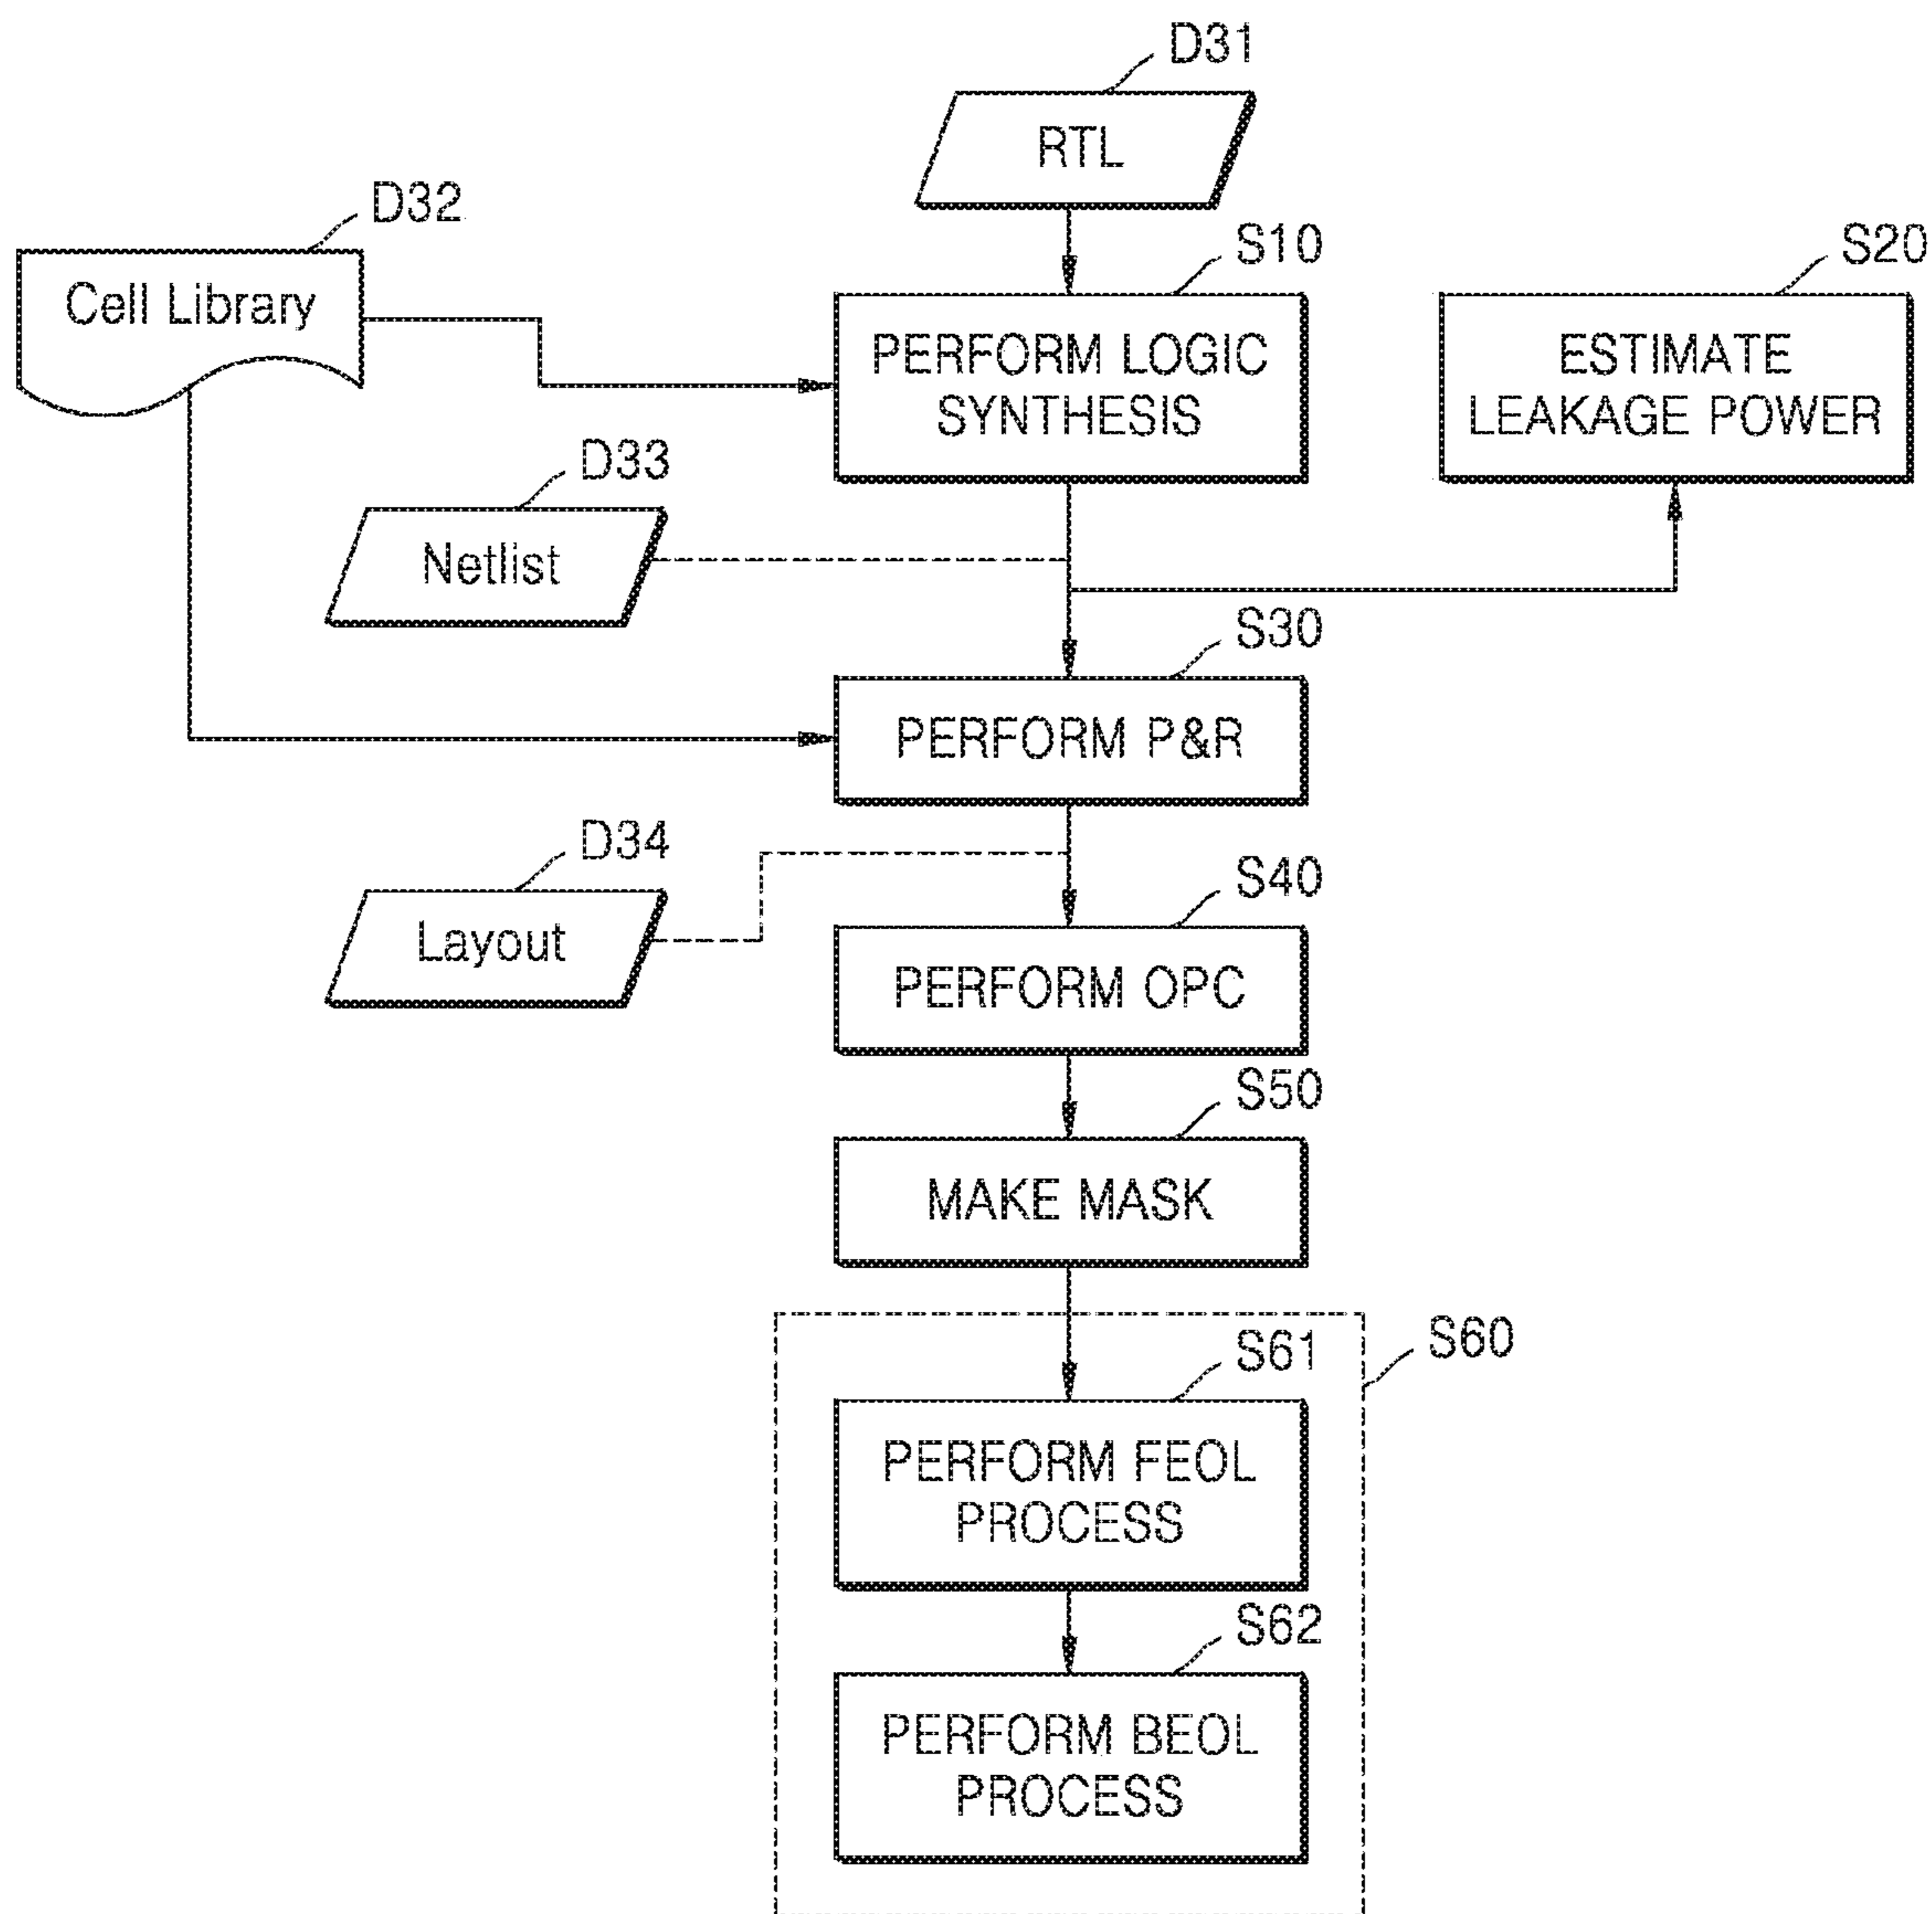 D31
RTL
D32
Cell Library
S10
PERFORM LOGIC
SYNTHESIS
S20
ESTIMATE
LEAKAGE POWER
D33
Netlist
S30
PERFORM P&R
D34
Layout
S40
PERFORM OPC
S50
MAKE MASK
S60
S61
PERFORM FEOL
PROCESS
S62
PERFORM BEOL
PROCESS